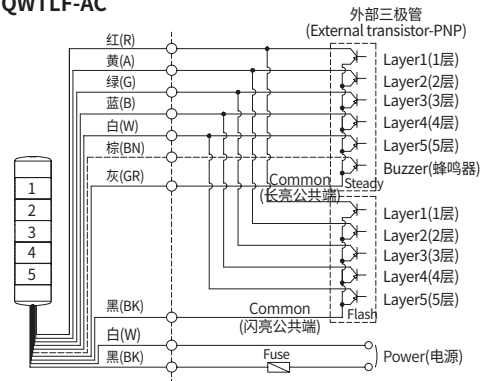 QWTLF-AC
外部三极管
(External transistor-PNP)
红(R)
黄(A)
绿(G)
蓝(B)
白(W)
棕(BN)
灰(GR)
Layer1(1层)
Layer2(2层)
Layer3(3层)
Layer4(4层)
Layer5(5层)
Buzzer(蜂鸣器)
Common
(长亮公共端)
Steady
1
2
3
4
5
Layer1(1层)
Layer2(2层)
Layer3(3层)
Layer4(4层)
Layer5(5层)
黑(BK)
Common
(闪亮公共端)
Flash
白(W)
黑(BK)
Fuse
Power(电源)